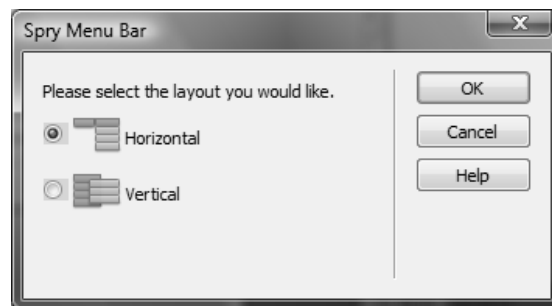 Spry Menu Bar
Please select the layout you would like.
Horizontal
Vertical
OK
Cancel
Help